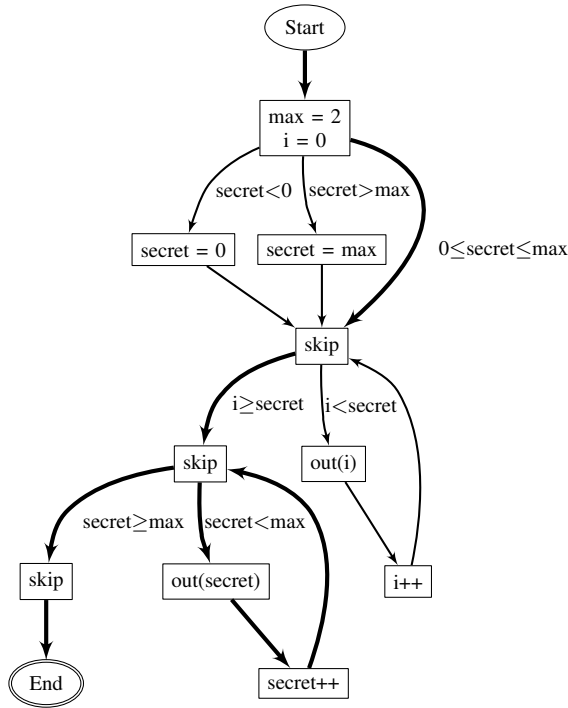 Start
max = 2
i = 0
secret<0
secret>max
secret = 0
secret = max
0≤secret≤max
skip
i≥secret
i<secret
skip
out(i)
secret≥max
secret<max
skip
out(secret)
i++
End
secret++